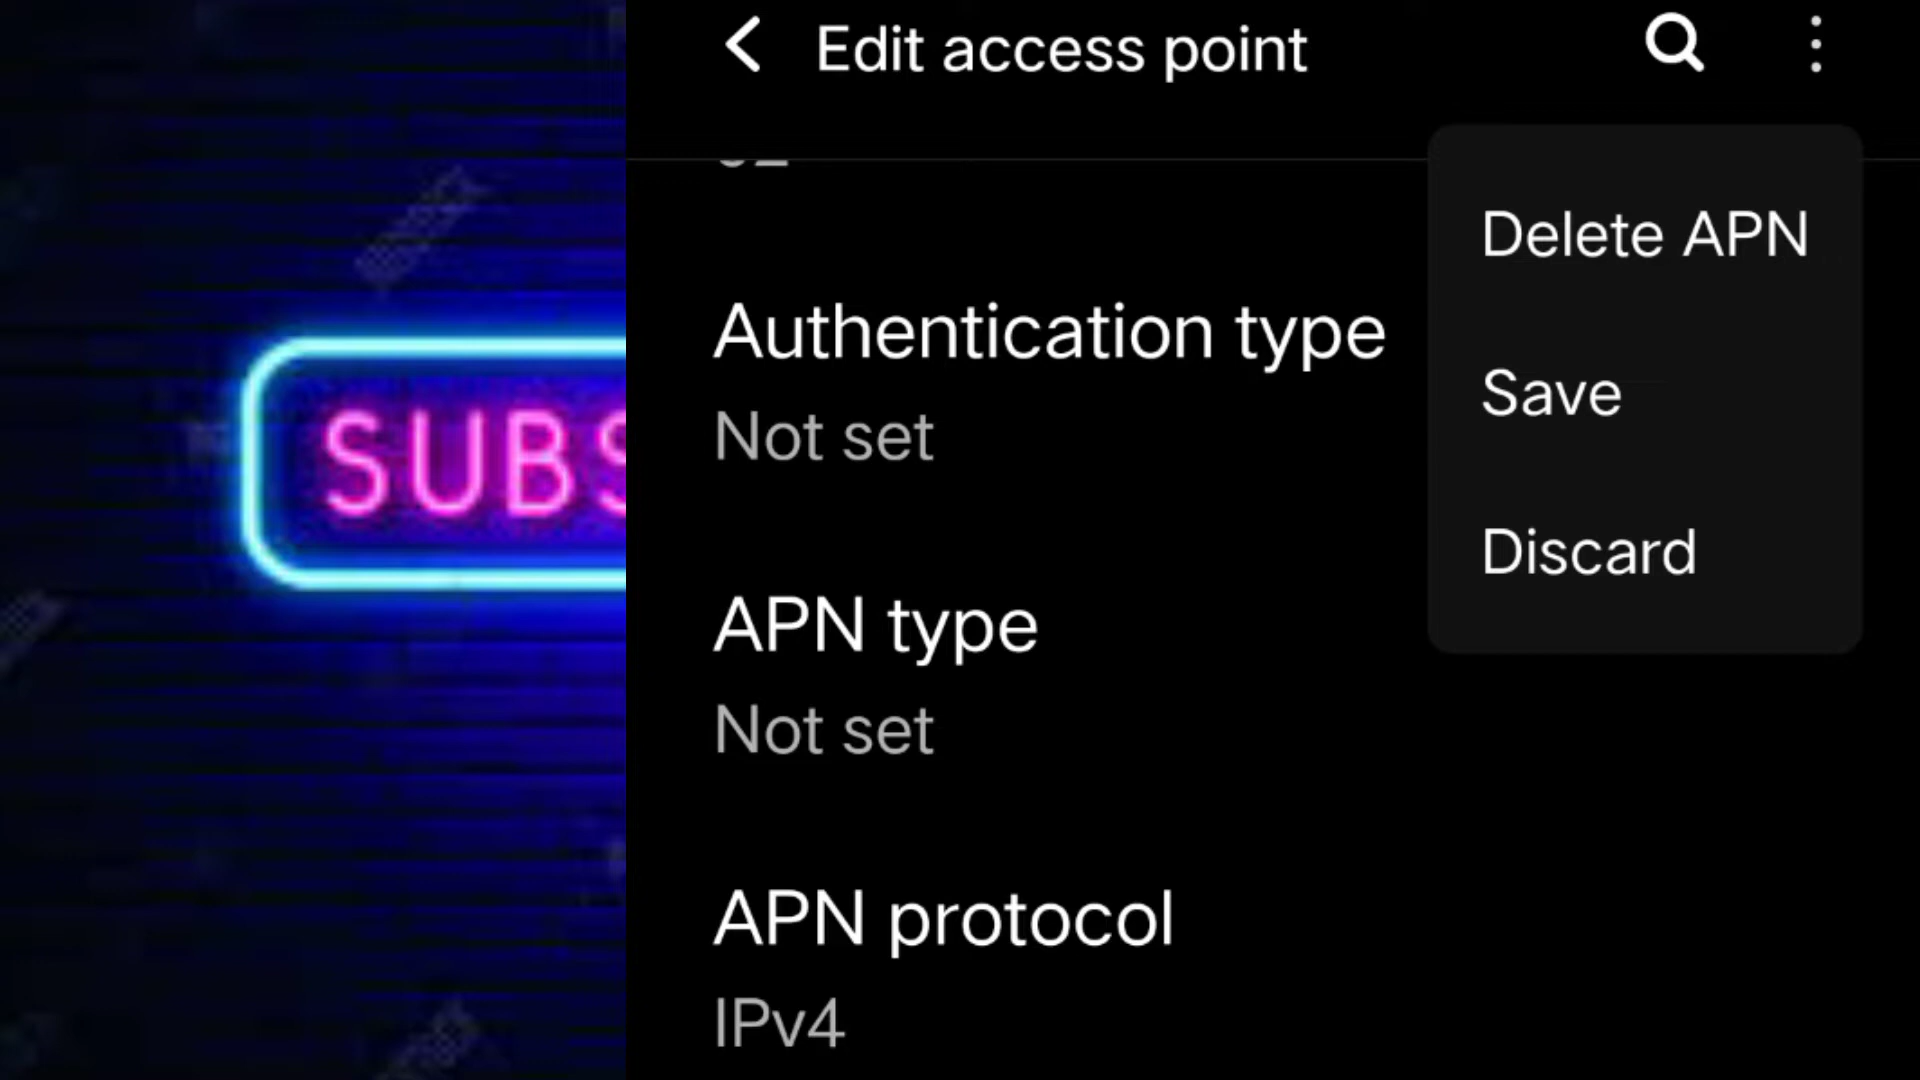 SUBS
Edit access point
Delete APN
Save
Discard
Authentication type
Not set
APN type
Not set
APN protocol
IPv4